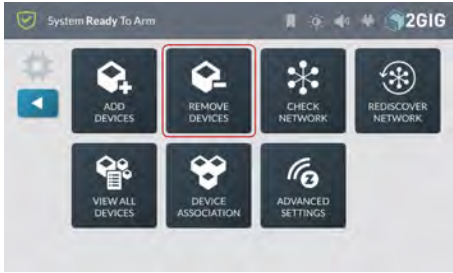 System Ready To Arm
2GIG
ADD
DEVICES
REMOVE
DEVICES
CHECK
NETWORK
REDISCOVER
NETWORK
VIEW ALL
DEVICES
DEVICE
ASSOCIATION
ADVANCED
SETTINGS